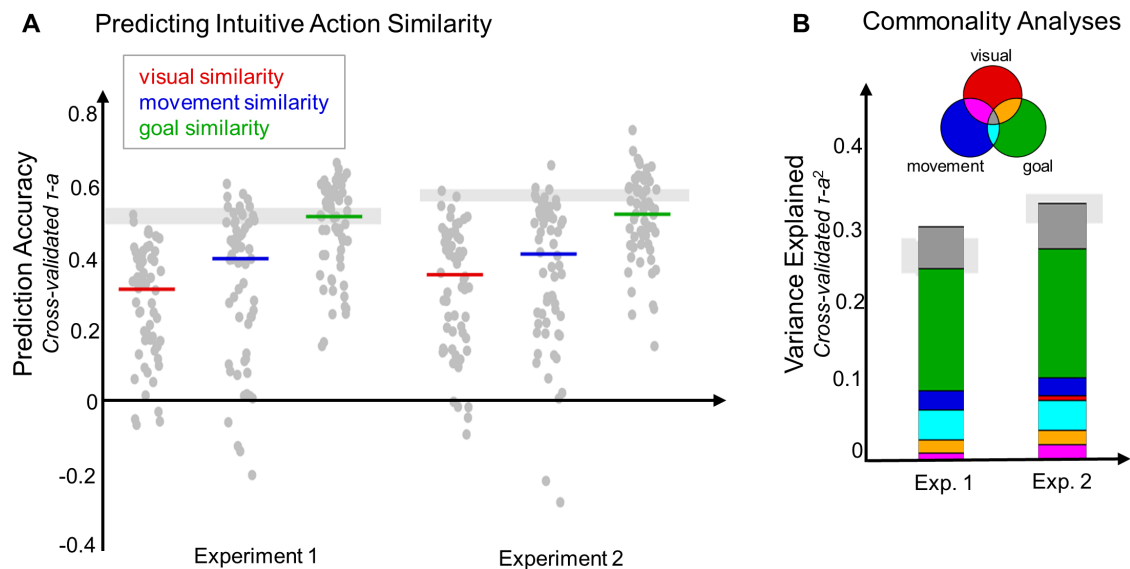 A
Predicting Intuitive Action Similarity
visual similarity
movement similarity
goal similarity
Prediction Accuracy
Cross-validated τ-a
0.8
0.6
0.4
0.2
0
-0.2
-0.4
Experiment 1
Experiment 2
B
Commonality Analyses
visual
movement
goal
Variance Explained
Cross-validated τ-a²
0.4
0.3
0.2
0.1
0
Exp. 1
Exp. 2